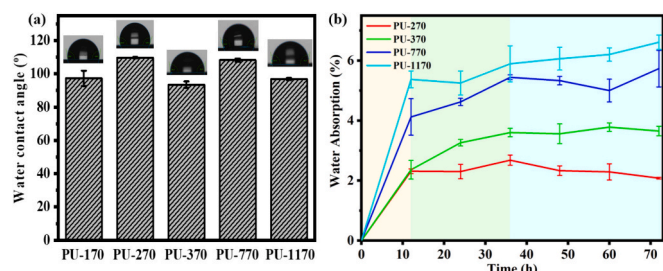 (a)
Water contact angle (°)
120
100
80
60
40
20
0
PU-170 PU-270 PU-370 PU-770 PU-1170
(b)
Water Absorption (%)
PU-270
PU-370
PU-770
PU-1170
6
4
2
0
0 10 20 30 40 50 60 70
Time (h)